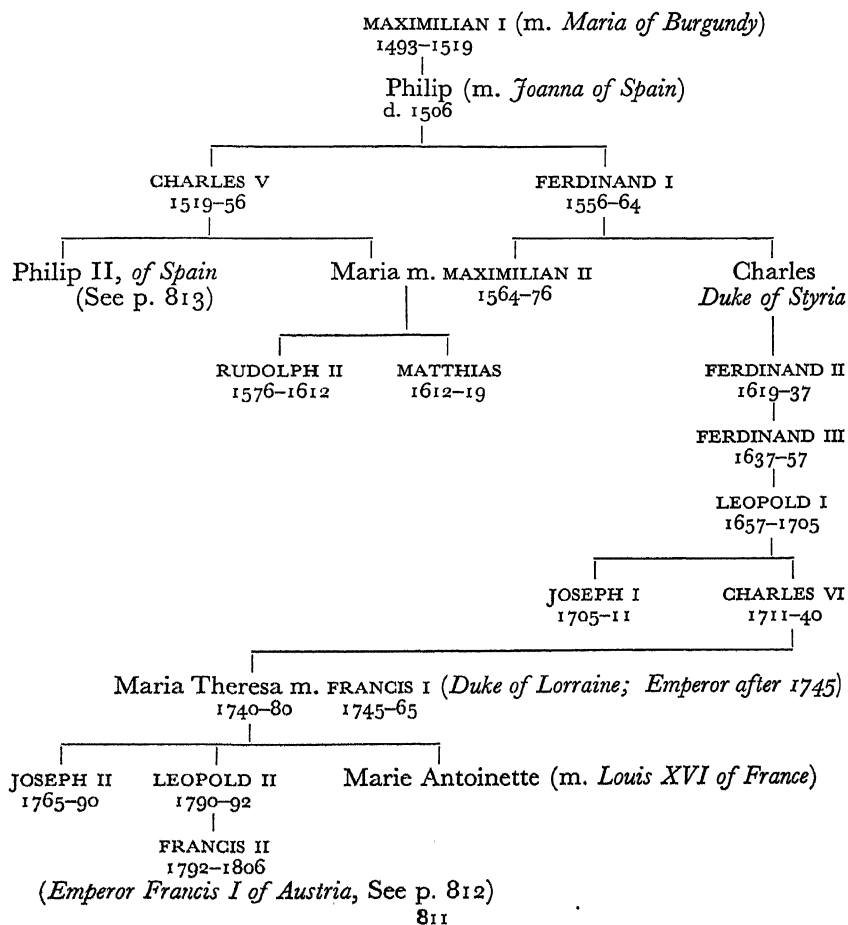 MAXIMILIAN I (m. Maria of Burgundy)
1493–1519
Philip (m. Joanna of Spain)
d. 1506
CHARLES V FERDINAND I
1519–56 1556–64
Philip II, of Spain Maria m. MAXIMILIAN II Charles
(See p. 813) 1564–76 Duke of Styria
RUDOLPH II MATTHIAS FERDINAND II
1576–1612 1612–19 1619–37
FERDINAND III
1637–57
LEOPOLD I
1657–1705
JOSEPH I CHARLES VI
1705–11 1711–40
Maria Theresa m. FRANCIS I (Duke of Lorraine; Emperor after 1745)
1740–80 1745–65
JOSEPH II LEOPOLD II Marie Antoinette (m. Louis XVI of France)
1765–90 1790–92
FRANCIS II
1792–1806
(Emperor Francis I of Austria, See p. 812)
811